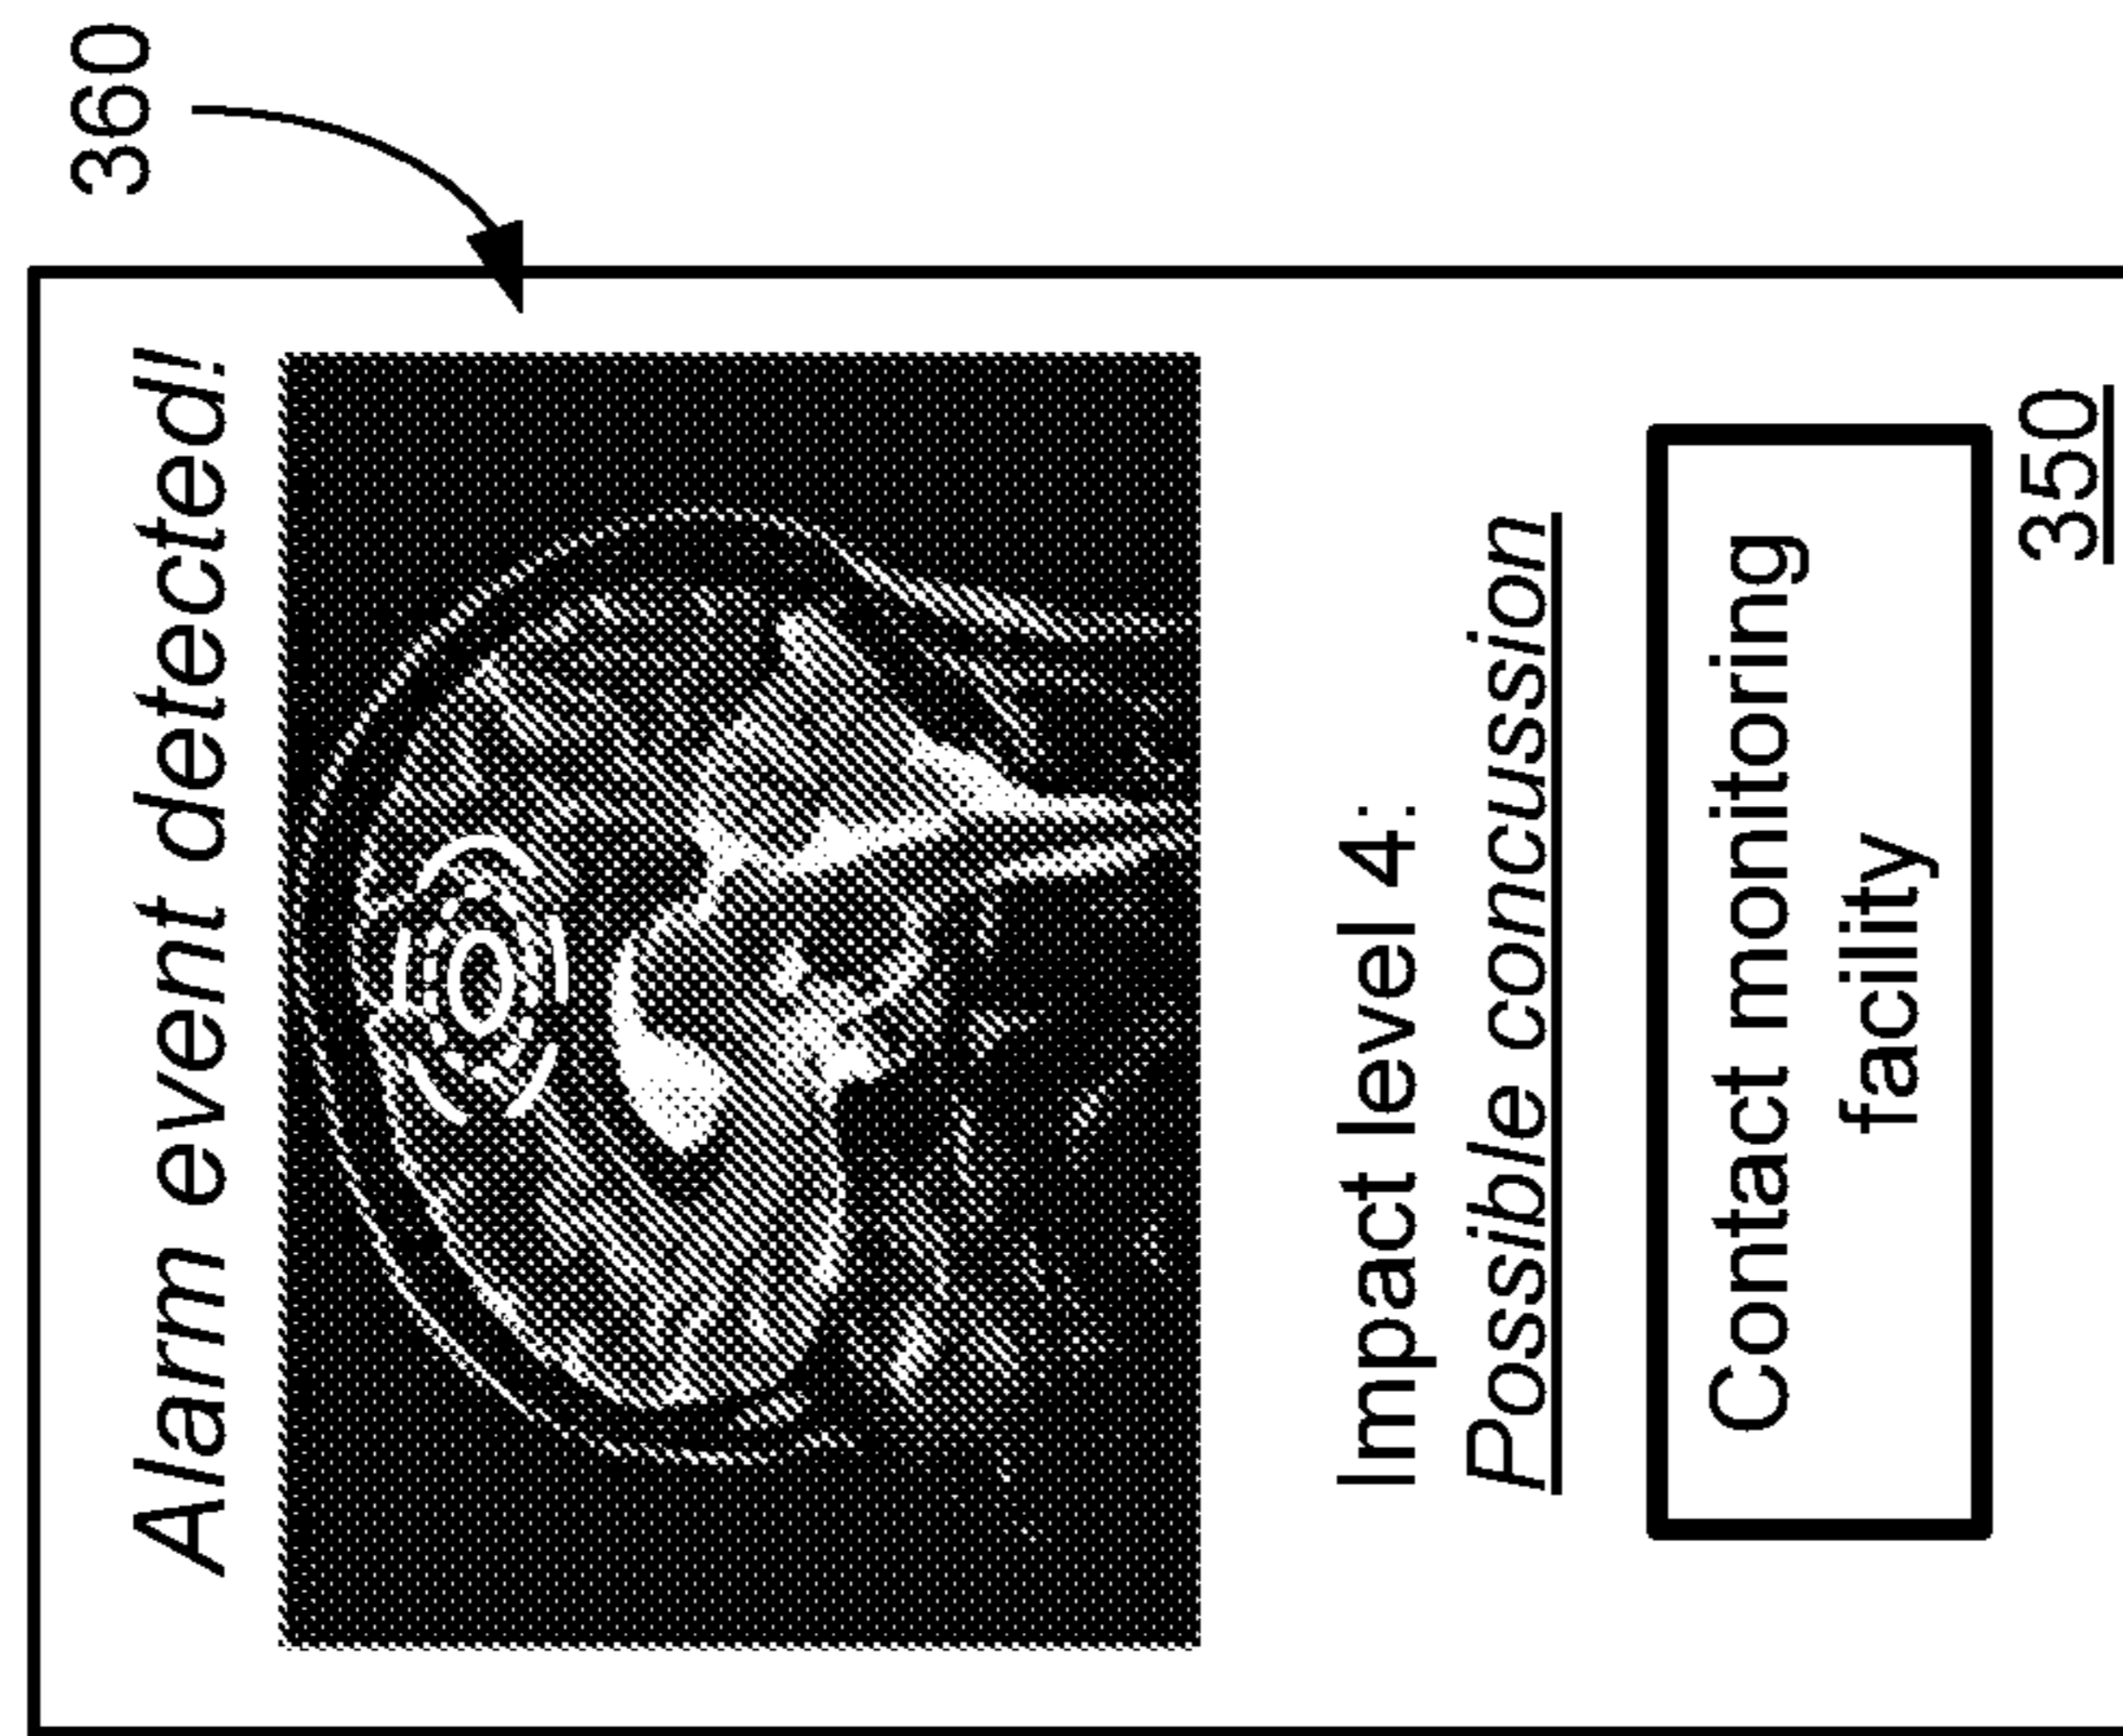 360
Alarm event detected!
Impact level 4:
Possible concussion
Contact monitoring
facility
350